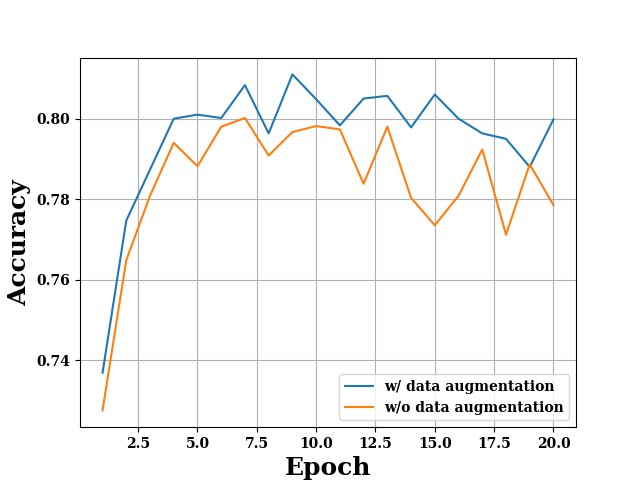 Accuracy
0.80
0.78
0.76
0.74
w/ data augmentation
w/o data augmentation
2.5 5.0 7.5 10.0 12.5 15.0 17.5 20.0
Epoch